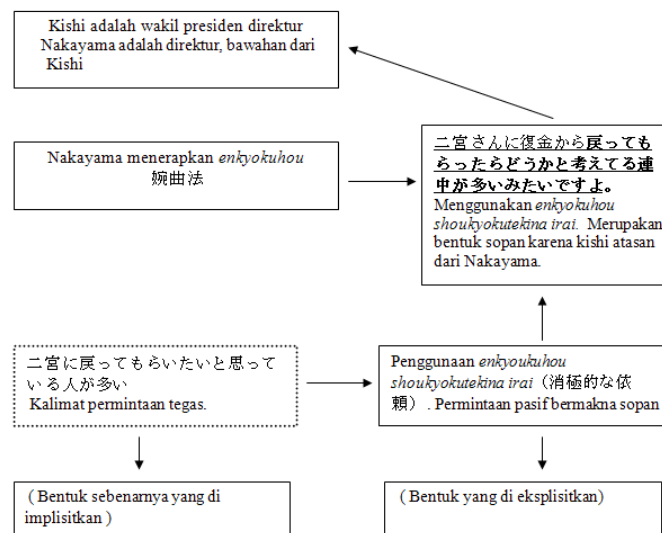 Kishi adalah wakil presiden direktur
Nakayama adalah direktur, bawahan dari
Kishi
Nakayama menerapkan enkyokuhou
婉曲法
二宮さんに復金から戻っても
らったらどうかと考えてる連
中が多いみたいですよ。
Menggunakan enkyokuhou
shoukyokutekina irai. Merupakan
bentuk sopan karena kishi atasan
dari Nakayama.
二宮に戻ってもらいたいと思って
いる人が多い
Kalimat permintaan tegas.
Penggunaan enkyoukuhou
shoukyokutekina irai（消極的な依
頼）. Permintaan pasif bermakna sopan
( Bentuk sebenarnya yang di
implisitkan )
( Bentuk yang di eksplisitkan)